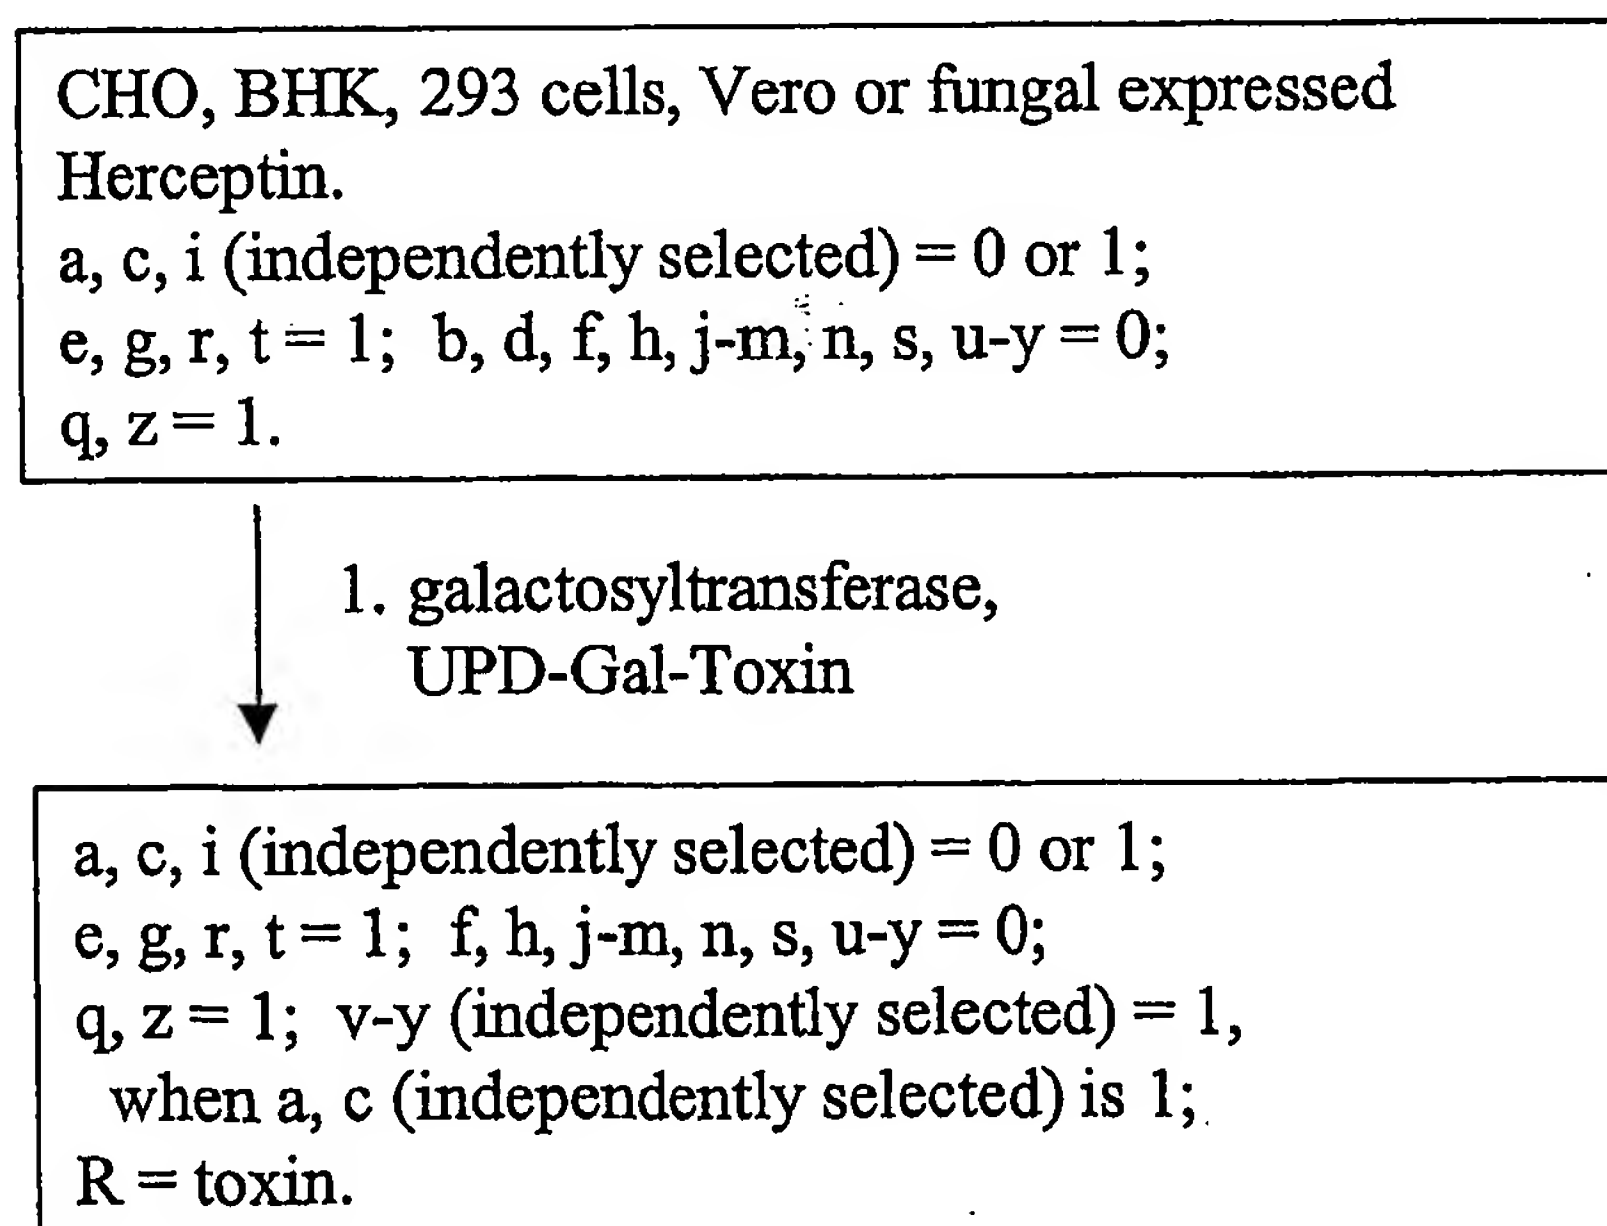 CHO, BHK, 293 cells, Vero or fungal expressed
Herceptin.
a, c, i (independently selected) = 0 or 1;
e, g, r, t = 1; b, d, f, h, j-m, n, s, u-y = 0;
q, z = 1.
1. galactosyltransferase,
UPD-Gal-Toxin
a, c, i (independently selected) = 0 or 1;
e, g, r, t = 1; f, h, j-m, n, s, u-y = 0;
q, z = 1; v-y (independently selected) = 1,
when a, c (independently selected) is 1;
R = toxin.